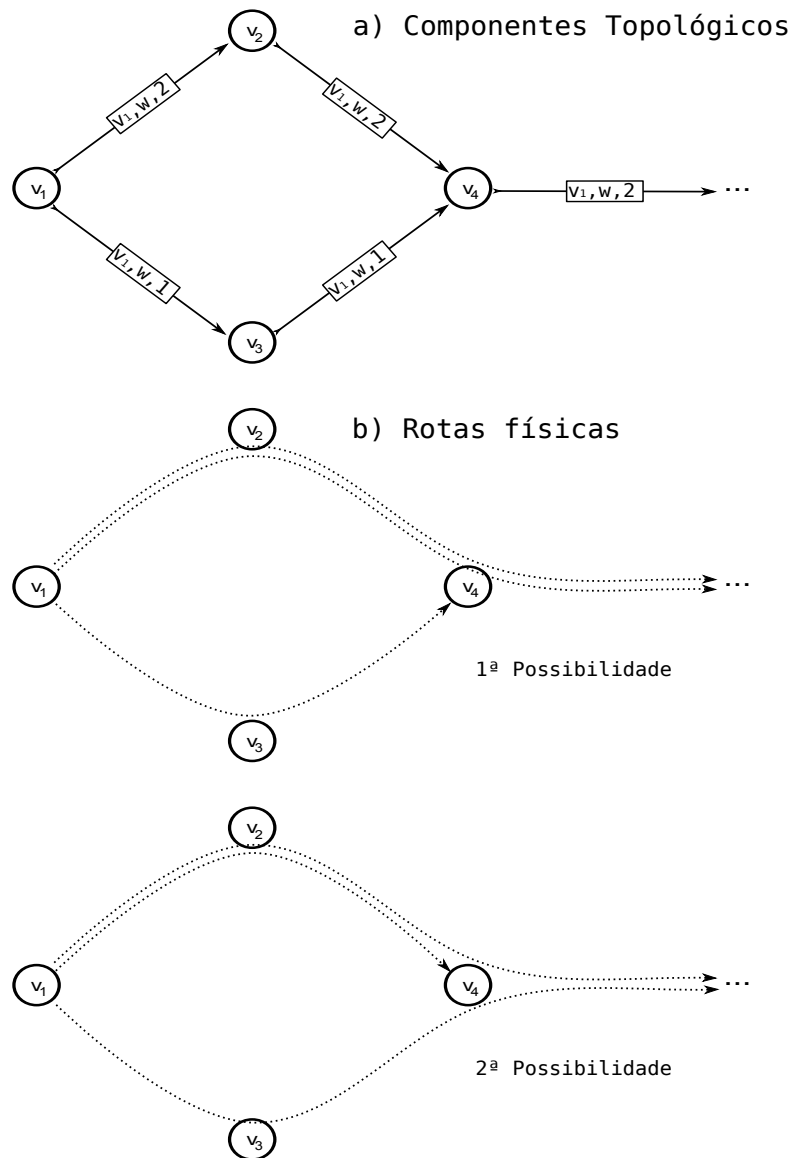 a) Componentes Topológicos
v₂
v₁,w,2
v₁,w,2
v₁
v₄
v₁,w,2
...
v₁,w,1
v₁,w,1
v₃
b) Rotas físicas
v₂
v₁
v₄
...
1ª Possibilidade
v₃
v₂
v₁
v₄
...
2ª Possibilidade
v₃